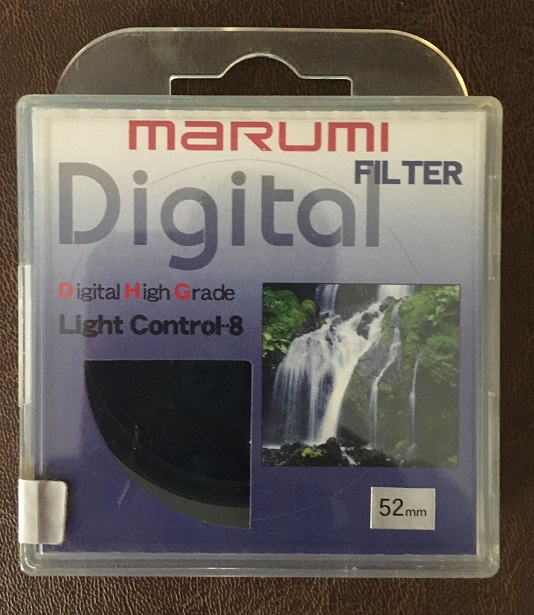 marumi
FILTER
Digital
Digital High Grade
Light Control-8
52mm